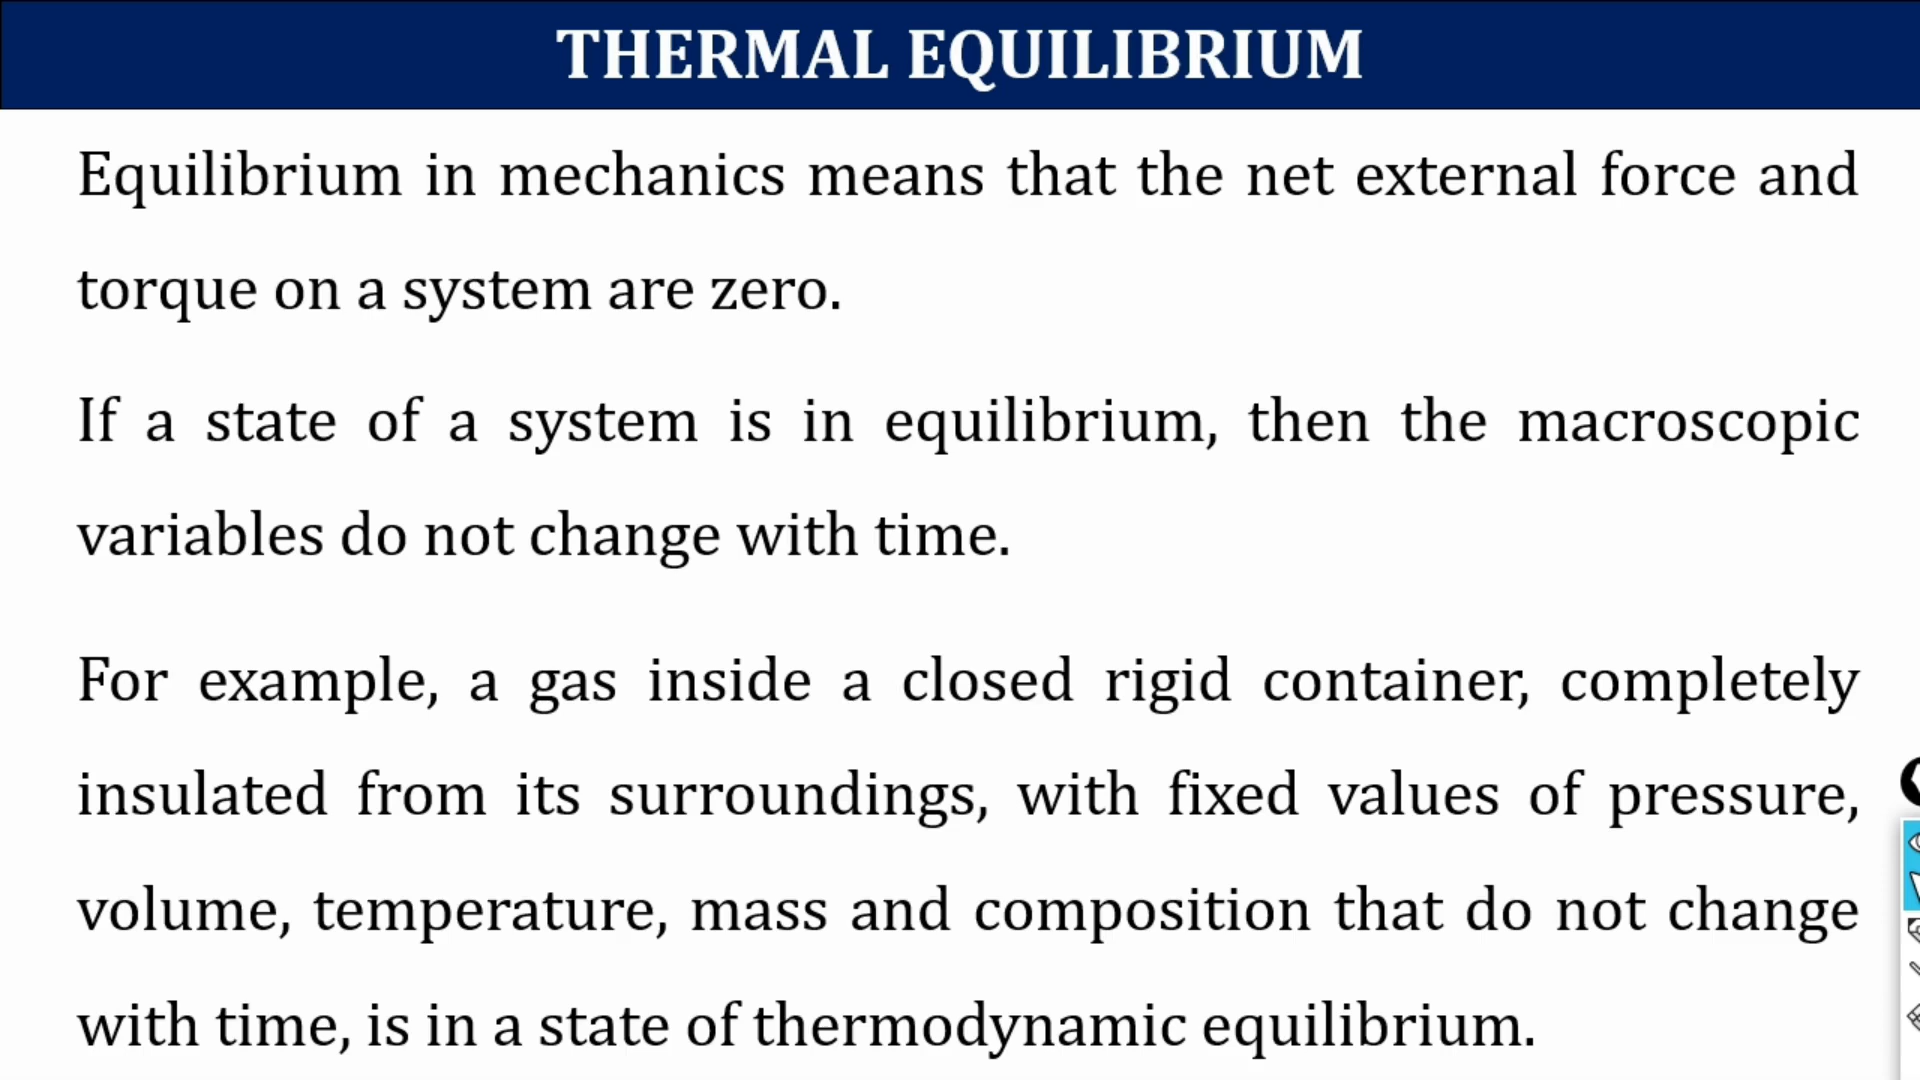 THERMAL EQUILIBRIUM
Equilibrium in mechanics means that the net external force and
torque on a system are zero.
If a state of a system is in equilibrium, then the macroscopic
variables do not change with time.
For example, a gas inside a closed rigid container, completely
insulated from its surroundings, with fixed values of pressure,
volume, temperature, mass and composition that do not change
with time, is in a state of thermodynamic equilibrium.